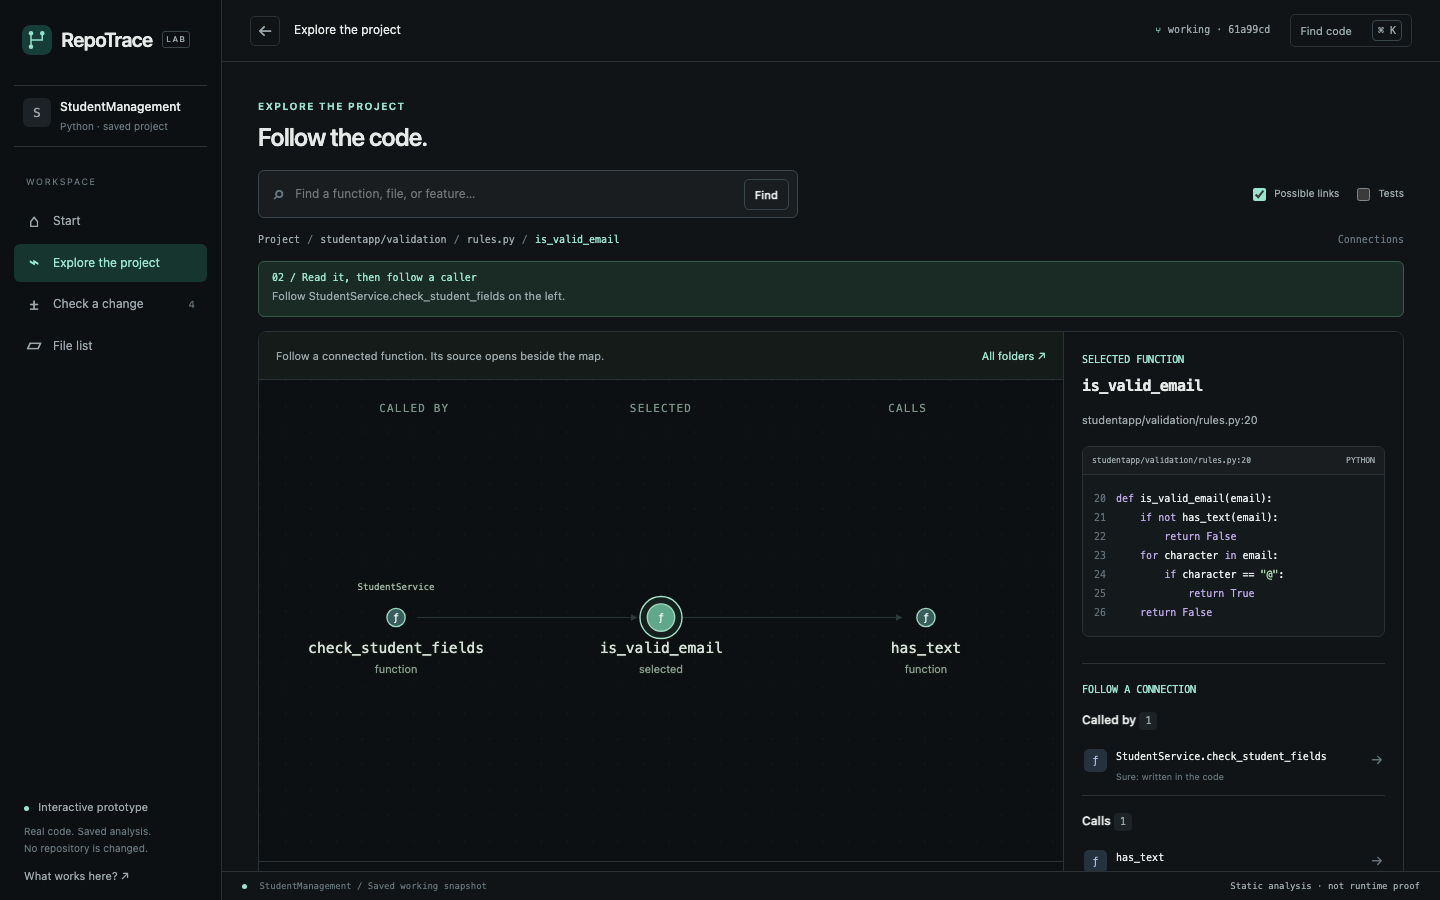 RepoTrace LAB
S StudentManagement
Python · saved project
WORKSPACE
Start
Explore the project
Check a change 4
File list
Interactive prototype
Real code. Saved analysis.
No repository is changed.
What works here? ↗
← Explore the project
working · 61a99cd
Find code ⌘ K
EXPLORE THE PROJECT
Follow the code.
Find a function, file, or feature...
Find
Possible links
Tests
Project / studentapp/validation / rules.py / is_valid_email
Connections
02 / Read it, then follow a caller
Follow StudentService.check_student_fields on the left.
Follow a connected function. Its source opens beside the map.
All folders ↗
CALLED BY
SELECTED
CALLS
StudentService
ƒ
check_student_fields
function
ƒ
is_valid_email
selected
ƒ
has_text
function
SELECTED FUNCTION
is_valid_email
studentapp/validation/rules.py:20
studentapp/validation/rules.py:20 PYTHON
20 def is_valid_email(email):
21     if not has_text(email):
22         return False
23     for character in email:
24         if character == "@":
25             return True
26     return False
FOLLOW A CONNECTION
Called by 1
ƒ StudentService.check_student_fields →
Sure: written in the code
Calls 1
ƒ has_text →
StudentManagement / Saved working snapshot
Static analysis · not runtime proof